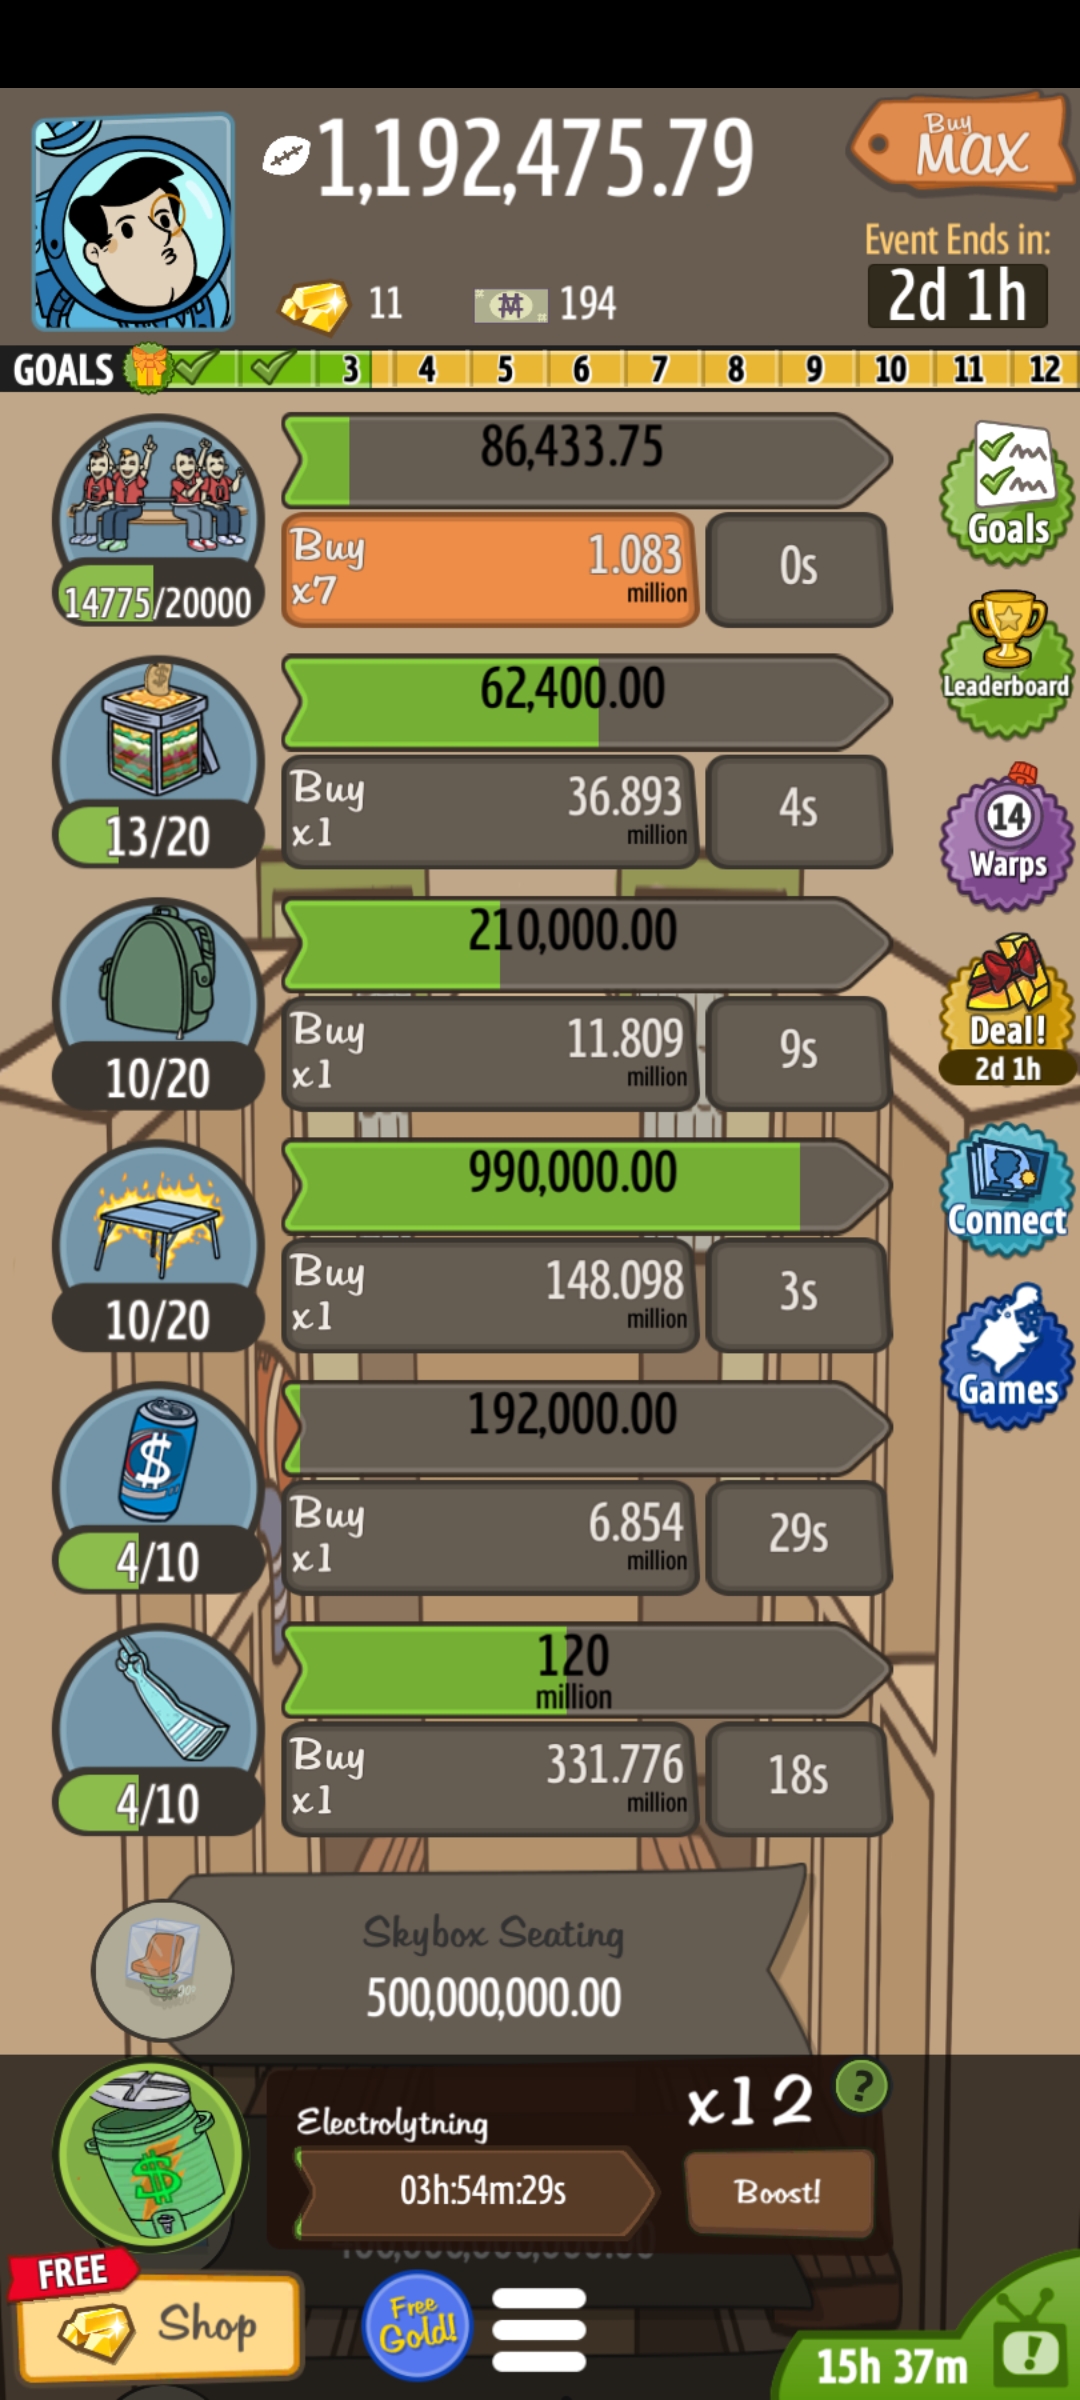 1,192,475.79
Buy
MAX
Event Ends in:
2d 1h
11
194
GOALS 3 4 5 6 7 8 9 10 11 12
86,433.75
14775/20000
Buy
x7
1.083
million
0s
Goals
62,400.00
Leaderboard
13/20
Buy
x1
36.893
million
4s
14
Warps
210,000.00
10/20
Buy
x1
11.809
million
9s
Deal!
2d 1h
990,000.00
10/20
Buy
x1
148.098
million
3s
Connect
192,000.00
Games
4/10
Buy
x1
6.854
million
29s
120
million
4/10
Buy
x1
331.776
million
18s
Skybox Seating
500,000,000.00
Electrolytning
x12
?
03h:54m:29s
Boost!
FREE
Shop
Free
Gold!
15h 37m